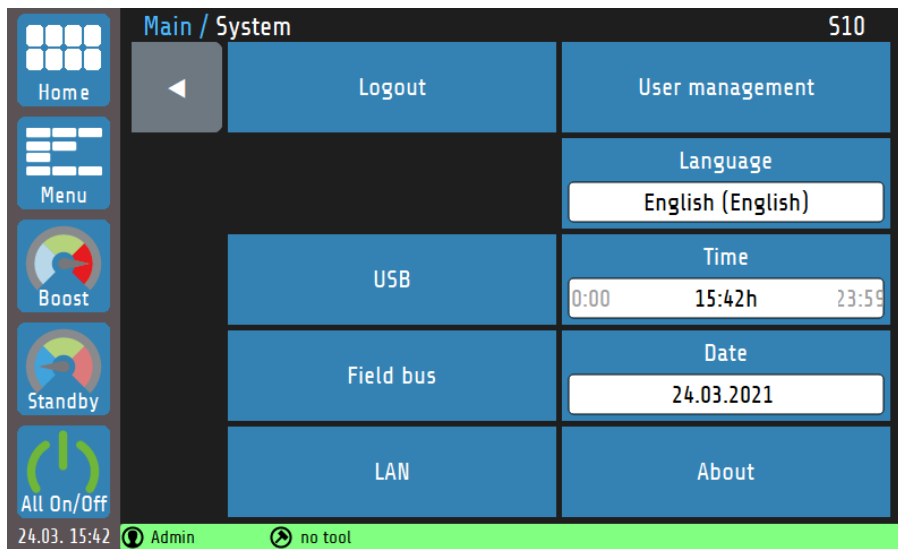 Main / System
S10
Home
Logout
User management
Menu
Language
English (English)
Boost
USB
Time
0:00
15:42h
23:59
Standby
Field bus
Date
24.03.2021
All On/Off
LAN
About
24.03. 15:42
Admin
no tool